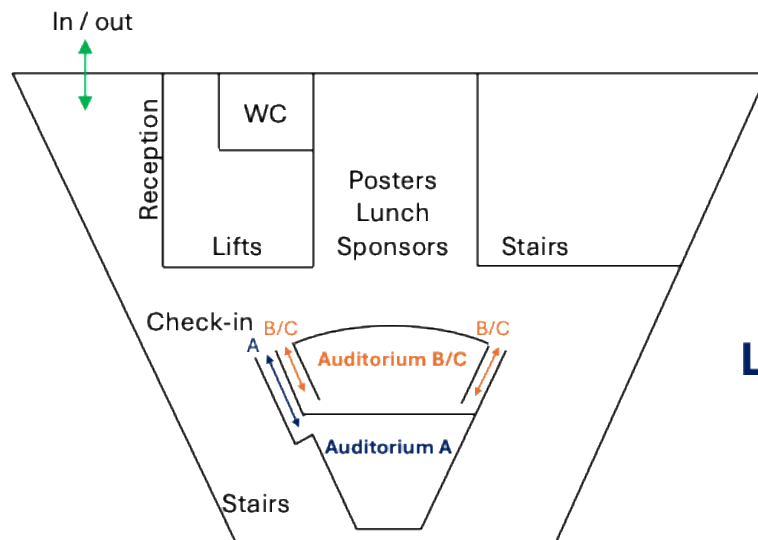 In / out
WC
Reception
Posters
Lunch
Sponsors
Lifts
Stairs
Check-in
B/C
B/C
A
Auditorium B/C
L
Auditorium A
Stairs